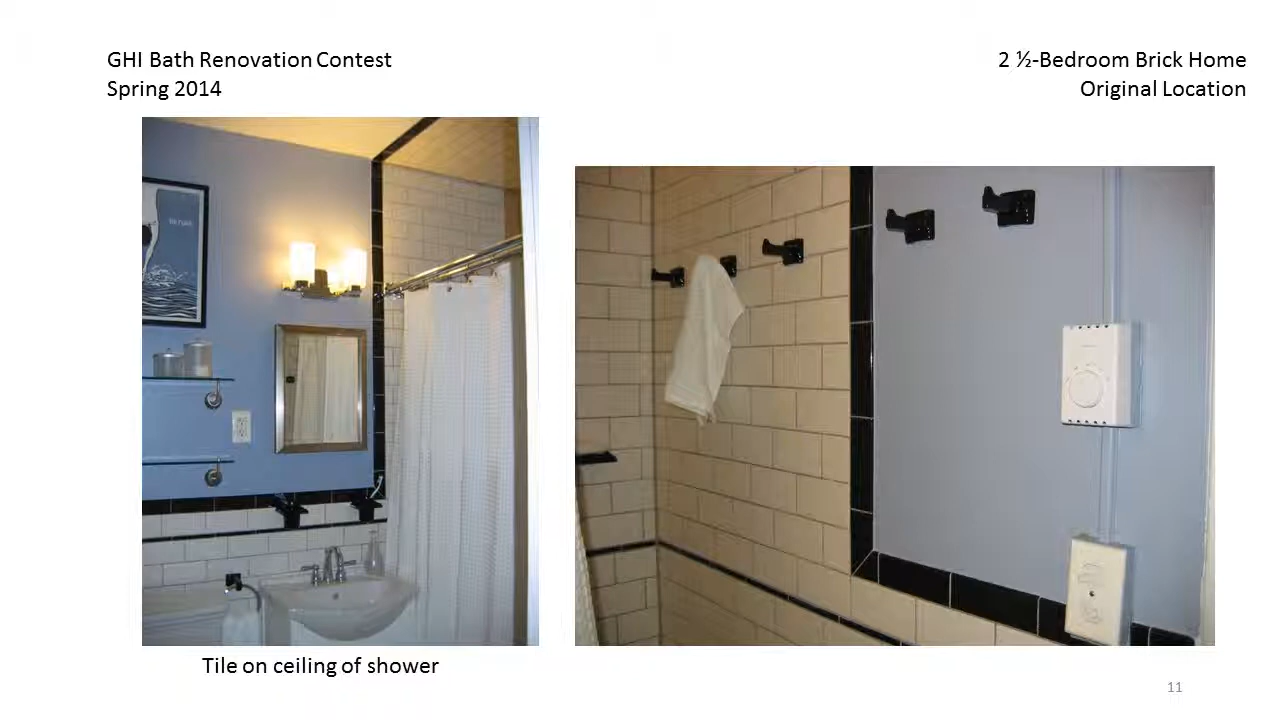 GHI Bath Renovation Contest
Spring 2014
2 ½-Bedroom Brick Home
Original Location
Tile on ceiling of shower
11